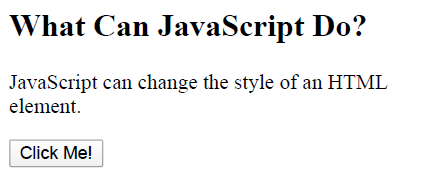 What Can JavaScript Do?
JavaScript can change the style of an HTML
element.
Click Me!